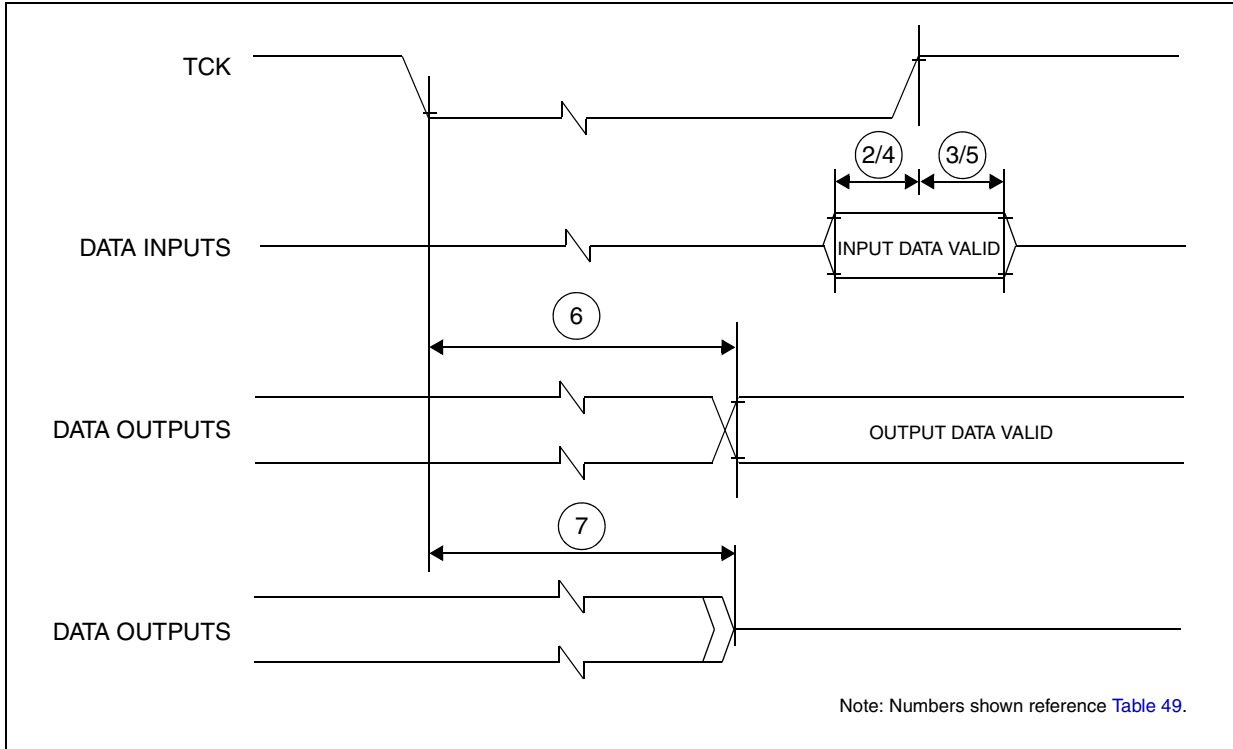 TCK
2/4
3/5
DATA INPUTS
INPUT DATA VALID
6
DATA OUTPUTS
OUTPUT DATA VALID
7
DATA OUTPUTS
Note: Numbers shown reference Table 49.